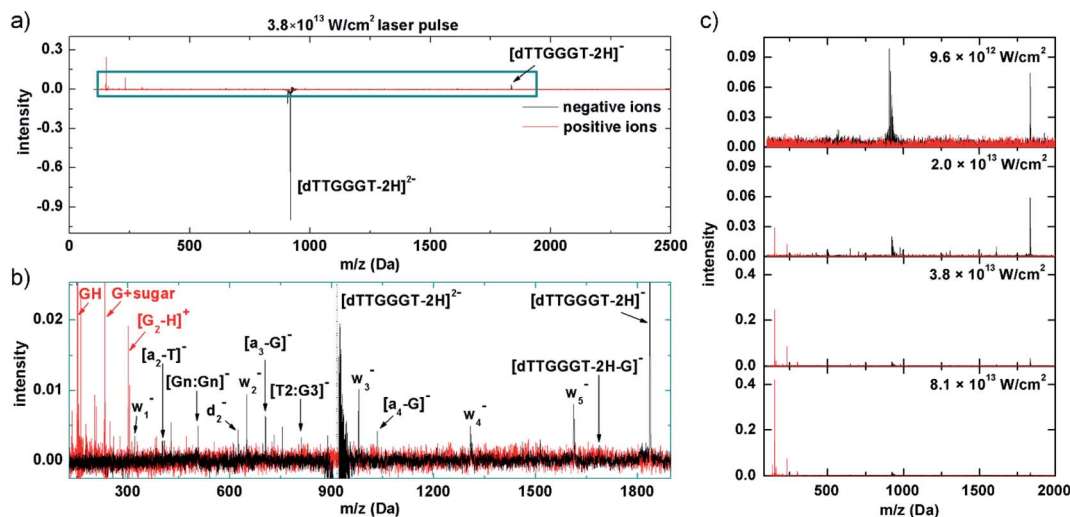 a)
3.8×10¹³ W/cm² laser pulse
0.3
0.0
-0.3
-0.6
-0.9
intensity
[dTTGGGT-2H]⁻
negative ions
positive ions
[dTTGGGT-2H]²⁻
0 500 1000 1500 2000 2500
m/z (Da)
b)
0.02
0.01
0.00
intensity
GH
G+sugar
[G₂-H]⁺
[a₂-T]⁻
[Gn:Gn]⁻
w₁⁻
d₂⁻
w₂⁻
[a₃-G]⁻
[T2:G3]⁻
[dTTGGGT-2H]²⁻
w₃⁻
[a₄-G]⁻
w₄⁻
[dTTGGGT-2H]⁻
[dTTGGGT-2H-G]⁻
w₅⁻
300 600 900 1200 1500 1800
m/z (Da)
c)
9.6 × 10¹² W/cm²
0.09
0.06
0.03
0.00
2.0 × 10¹³ W/cm²
0.09
0.06
0.03
0.00
3.8 × 10¹³ W/cm²
0.4
0.2
0.0
8.1 × 10¹³ W/cm²
0.4
0.2
0.0
intensity
500 1000 1500 2000
m/z (Da)